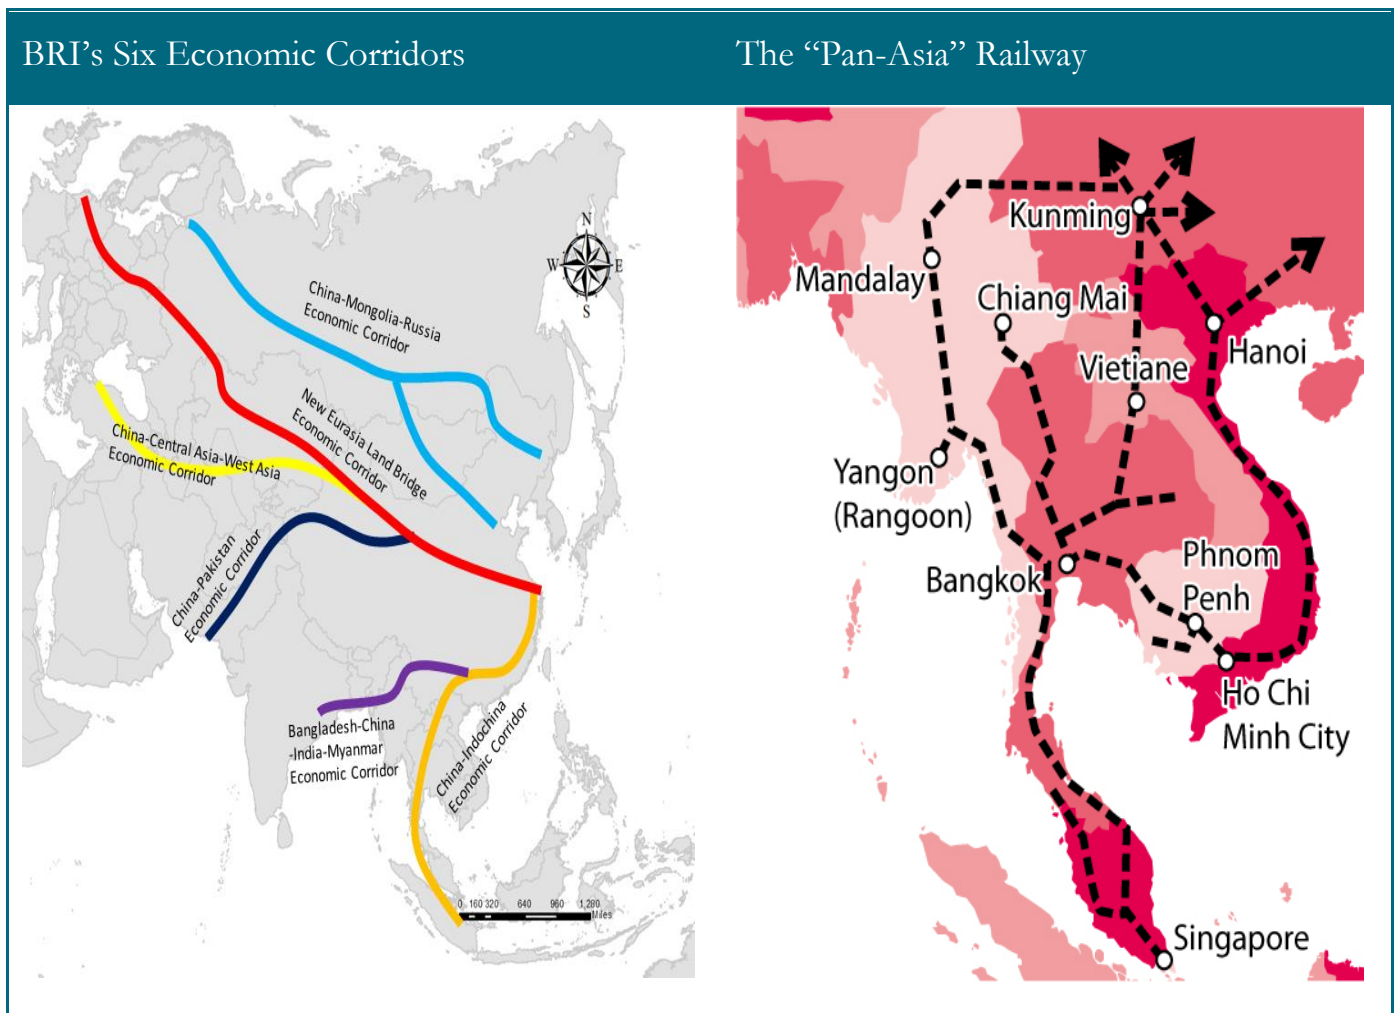 BRI’s Six Economic Corridors
The “Pan-Asia” Railway
N
W
E
S
China-Mongolia-Russia
Economic Corridor
New Eurasia Land Bridge
Economic Corridor
China-Central Asia-West Asia
Economic Corridor
China-Pakistan
Economic Corridor
Bangladesh-China
-India-Myanmar
Economic Corridor
China-Indochina
Economic Corridor
0 160 320 640 960 1,280
Miles
Kunming
Mandalay
Chiang Mai
Hanoi
Vietiane
Yangon
(Rangoon)
Bangkok
Phnom
Penh
Ho Chi
Minh City
Singapore